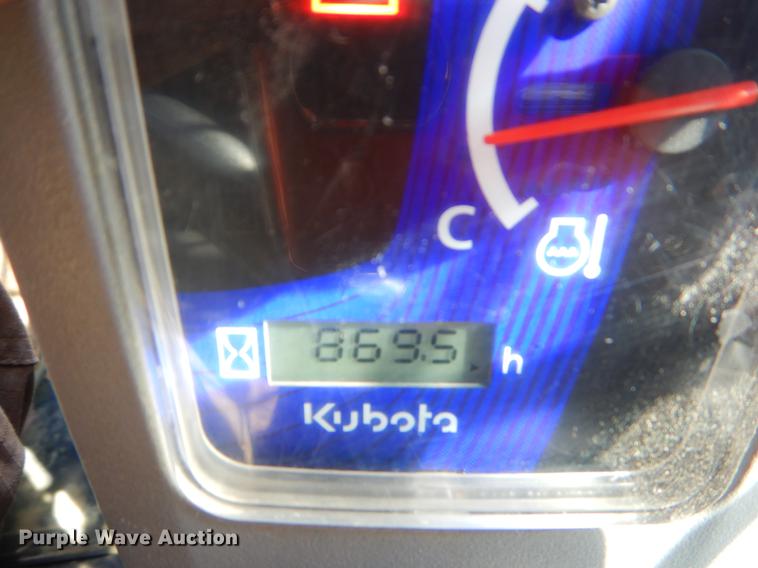 C
869.5 h
Kubota
Purple Wave Auction